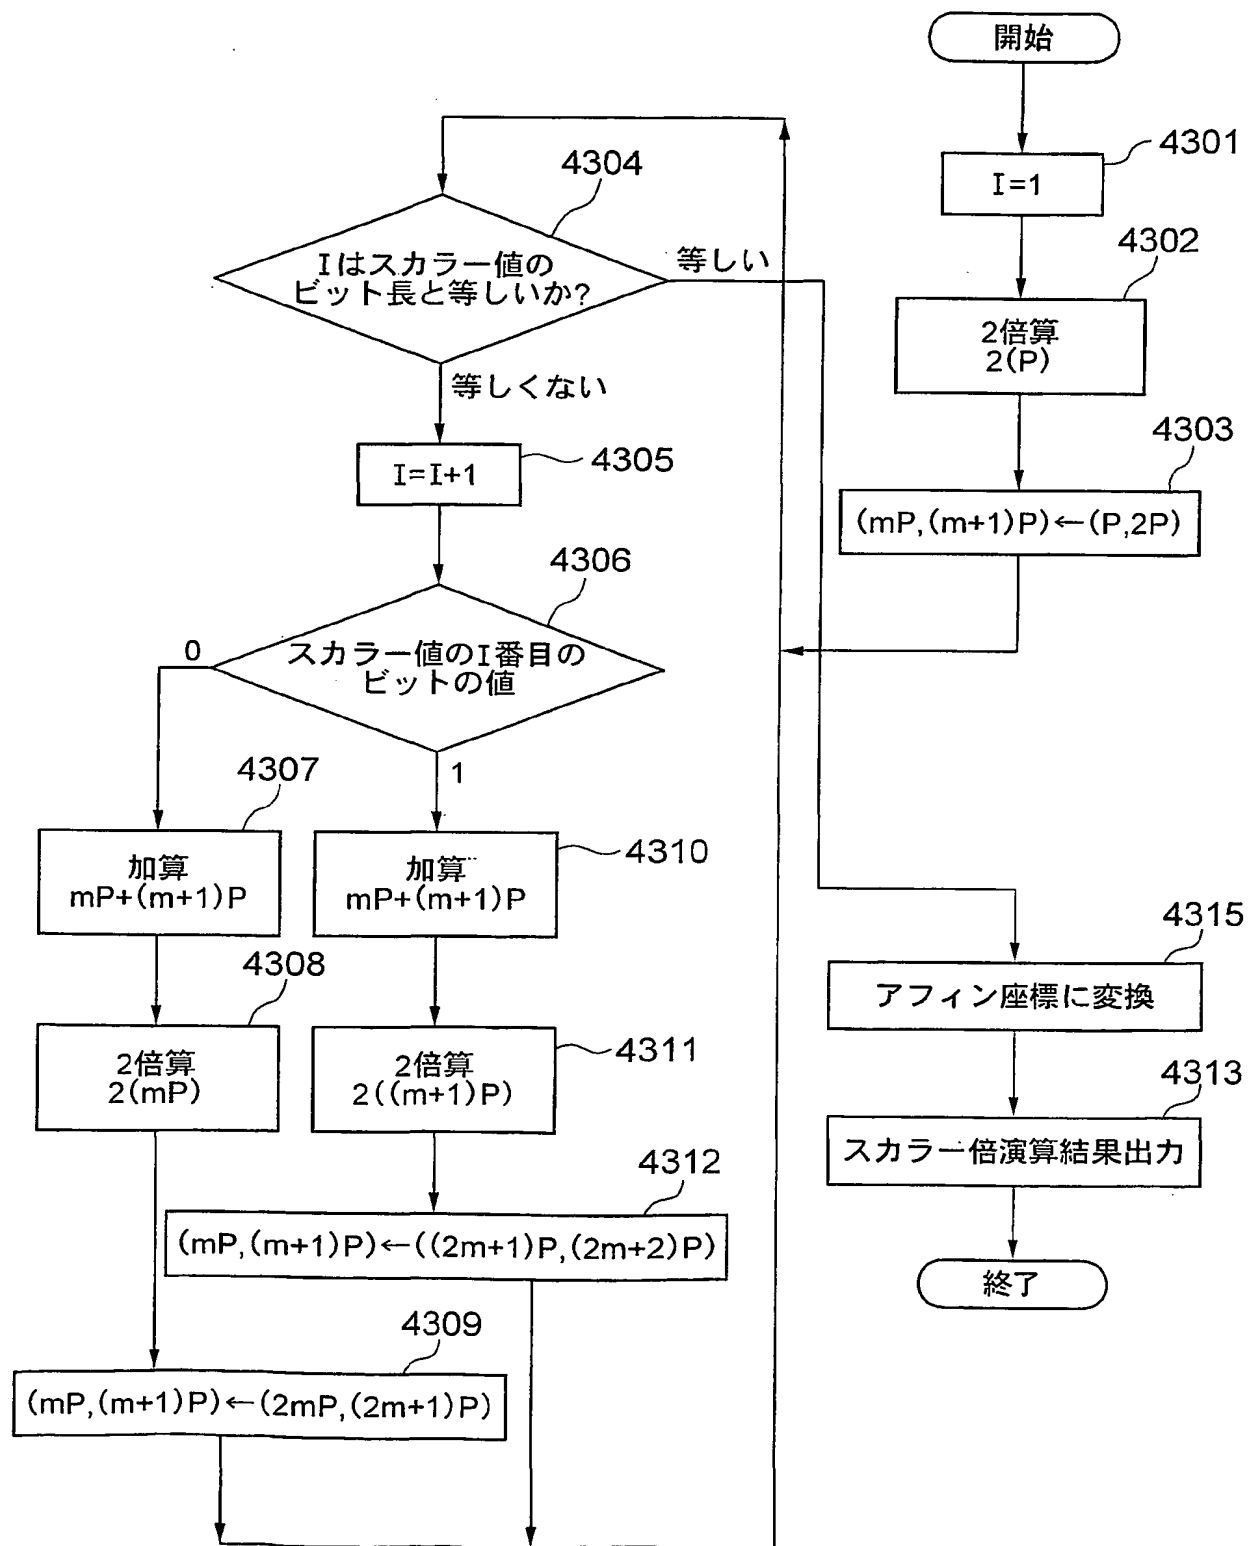 開始
4301
I=1
4302
2倍算
2(P)
4303
(mP,(m+1)P)←(P,2P)
4304
Iはスカラー値の
ビット長と等しいか?
等しい
等しくない
4305
I=I+1
4306
スカラー値のI番目の
ビットの値
0
1
4307
加算
mP+(m+1)P
4308
2倍算
2(mP)
4309
(mP,(m+1)P)←(2mP,(2m+1)P)
4310
加算
mP+(m+1)P
4311
2倍算
2((m+1)P)
4312
(mP,(m+1)P)←((2m+1)P,(2m+2)P)
4315
アフィン座標に変換
4313
スカラー倍演算結果出力
終了